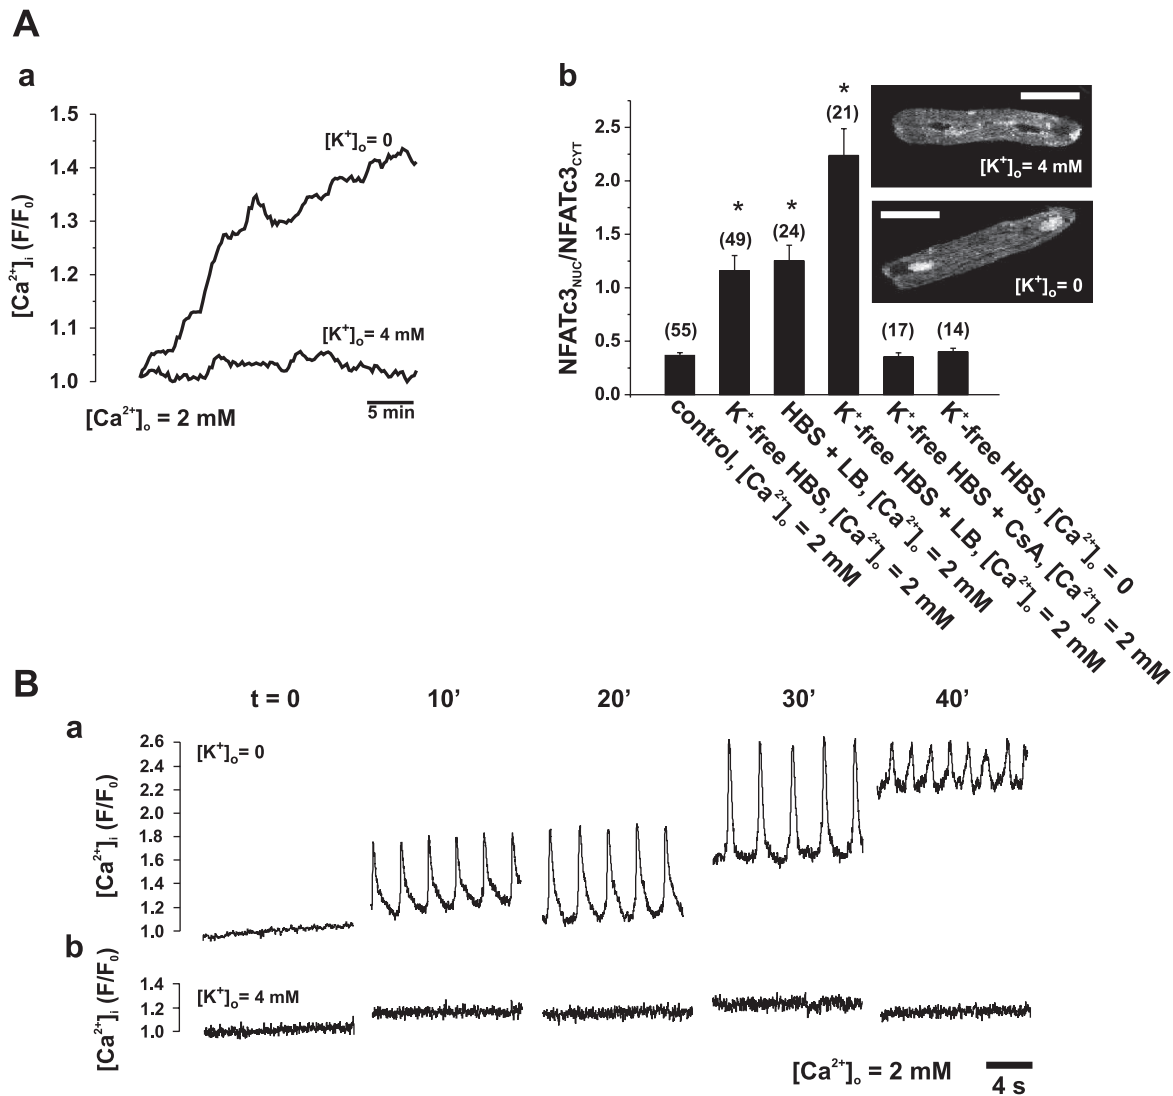 A
a
[Ca²⁺]ᵢ (F/F₀)
1.5
1.4
1.3
1.2
1.1
1.0
[K⁺]ₒ= 0
[K⁺]ₒ= 4 mM
5 min
[Ca²⁺]ₒ = 2 mM
b
NFATc3NUC/NFATc3CYT
2.5
2.0
1.5
1.0
0.5
0.0
(55)
*
(49)
*
(24)
*
(21)
(17)
(14)
[K⁺]ₒ= 4 mM
[K⁺]ₒ= 0
control, [Ca²⁺]ₒ = 2 mM
K⁺-free HBS, [Ca²⁺]ₒ = 2 mM
HBS + LB, [Ca²⁺]ₒ = 2 mM
K⁺-free HBS + LB, [Ca²⁺]ₒ = 2 mM
K⁺-free HBS + CsA, [Ca²⁺]ₒ = 2 mM
K⁺-free HBS, [Ca²⁺]ₒ = 0
B
t = 0
10’
20’
30’
40’
a
[Ca²⁺]ᵢ (F/F₀)
2.6
2.4
2.2
2.0
1.8
1.6
1.4
1.2
1.0
[K⁺]ₒ= 0
b
[Ca²⁺]ᵢ (F/F₀)
1.4
1.2
1.0
[K⁺]ₒ= 4 mM
[Ca²⁺]ₒ = 2 mM
4 s